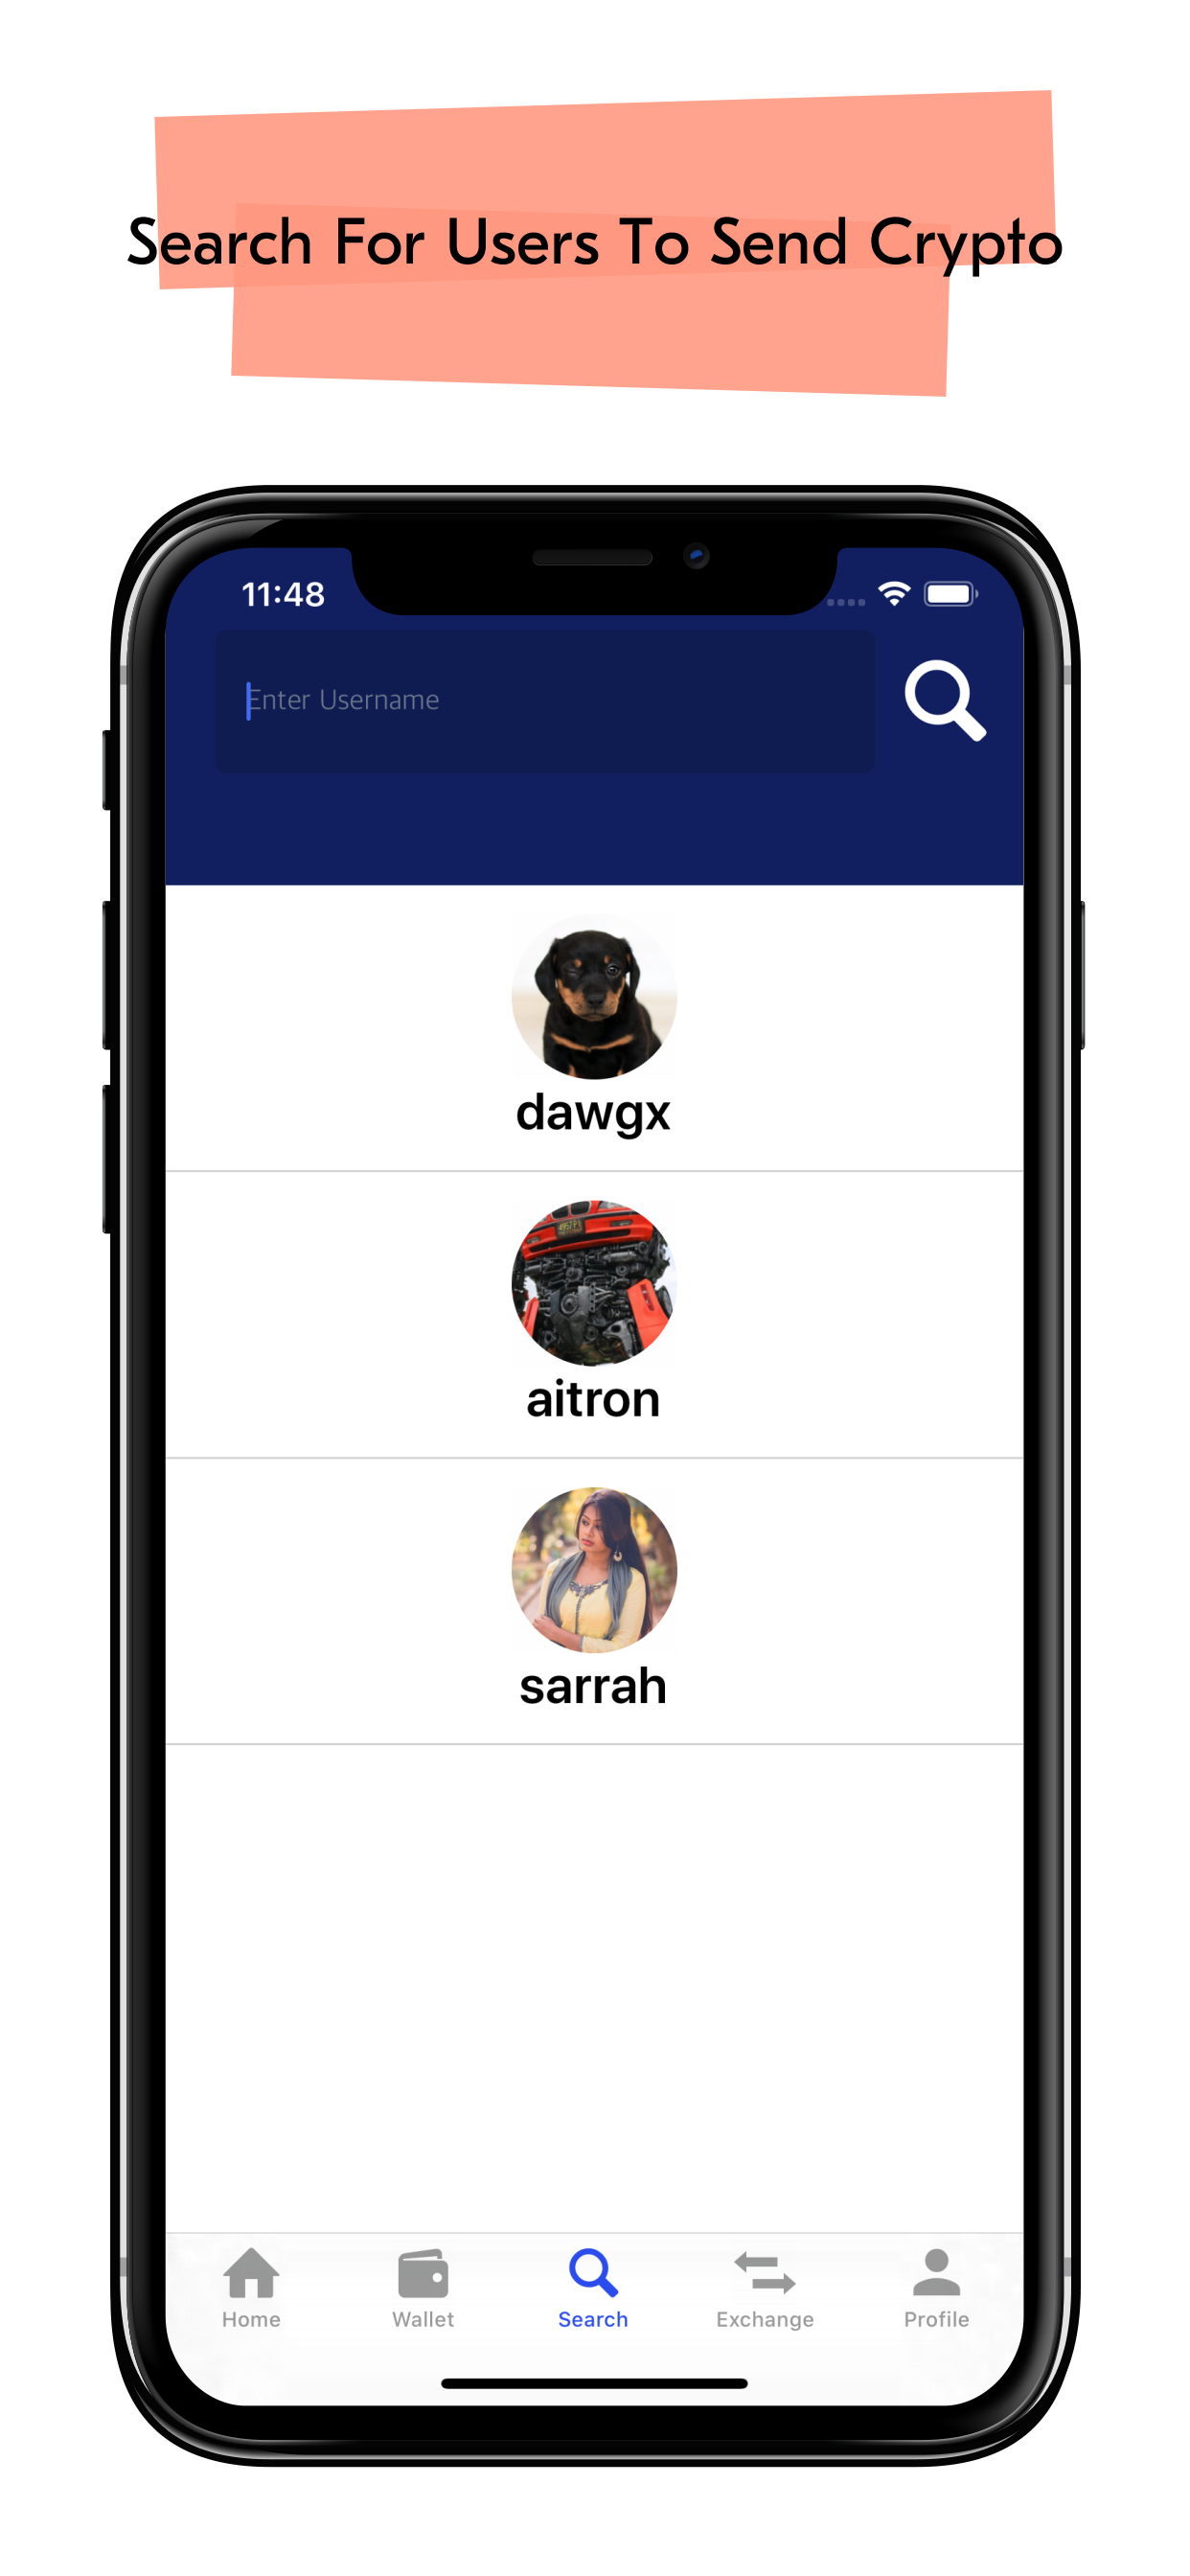 Search For Users To Send Crypto
11:48
Enter Username
dawgx
aitron
sarrah
Home
Wallet
Search
Exchange
Profile